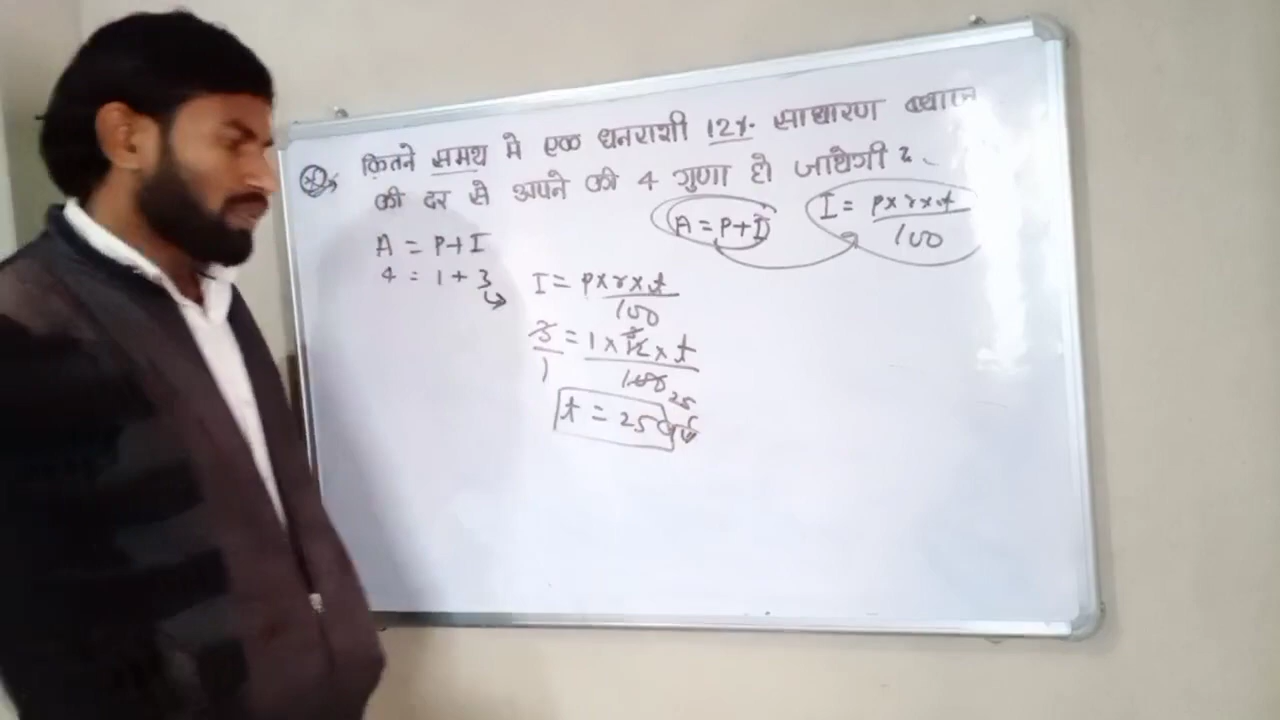 कितने समय मे एक धनराशी 12% साधारण ब्याज
की दर से अपने की 4 गुणा हो जायेगी ?
A = P+I
I = P×r×t
100
A = P+I
4 = 1 + 3
I = P×r×t
100
3 = 1 × 12 × t
1 100
25
t = 25 वर्ष